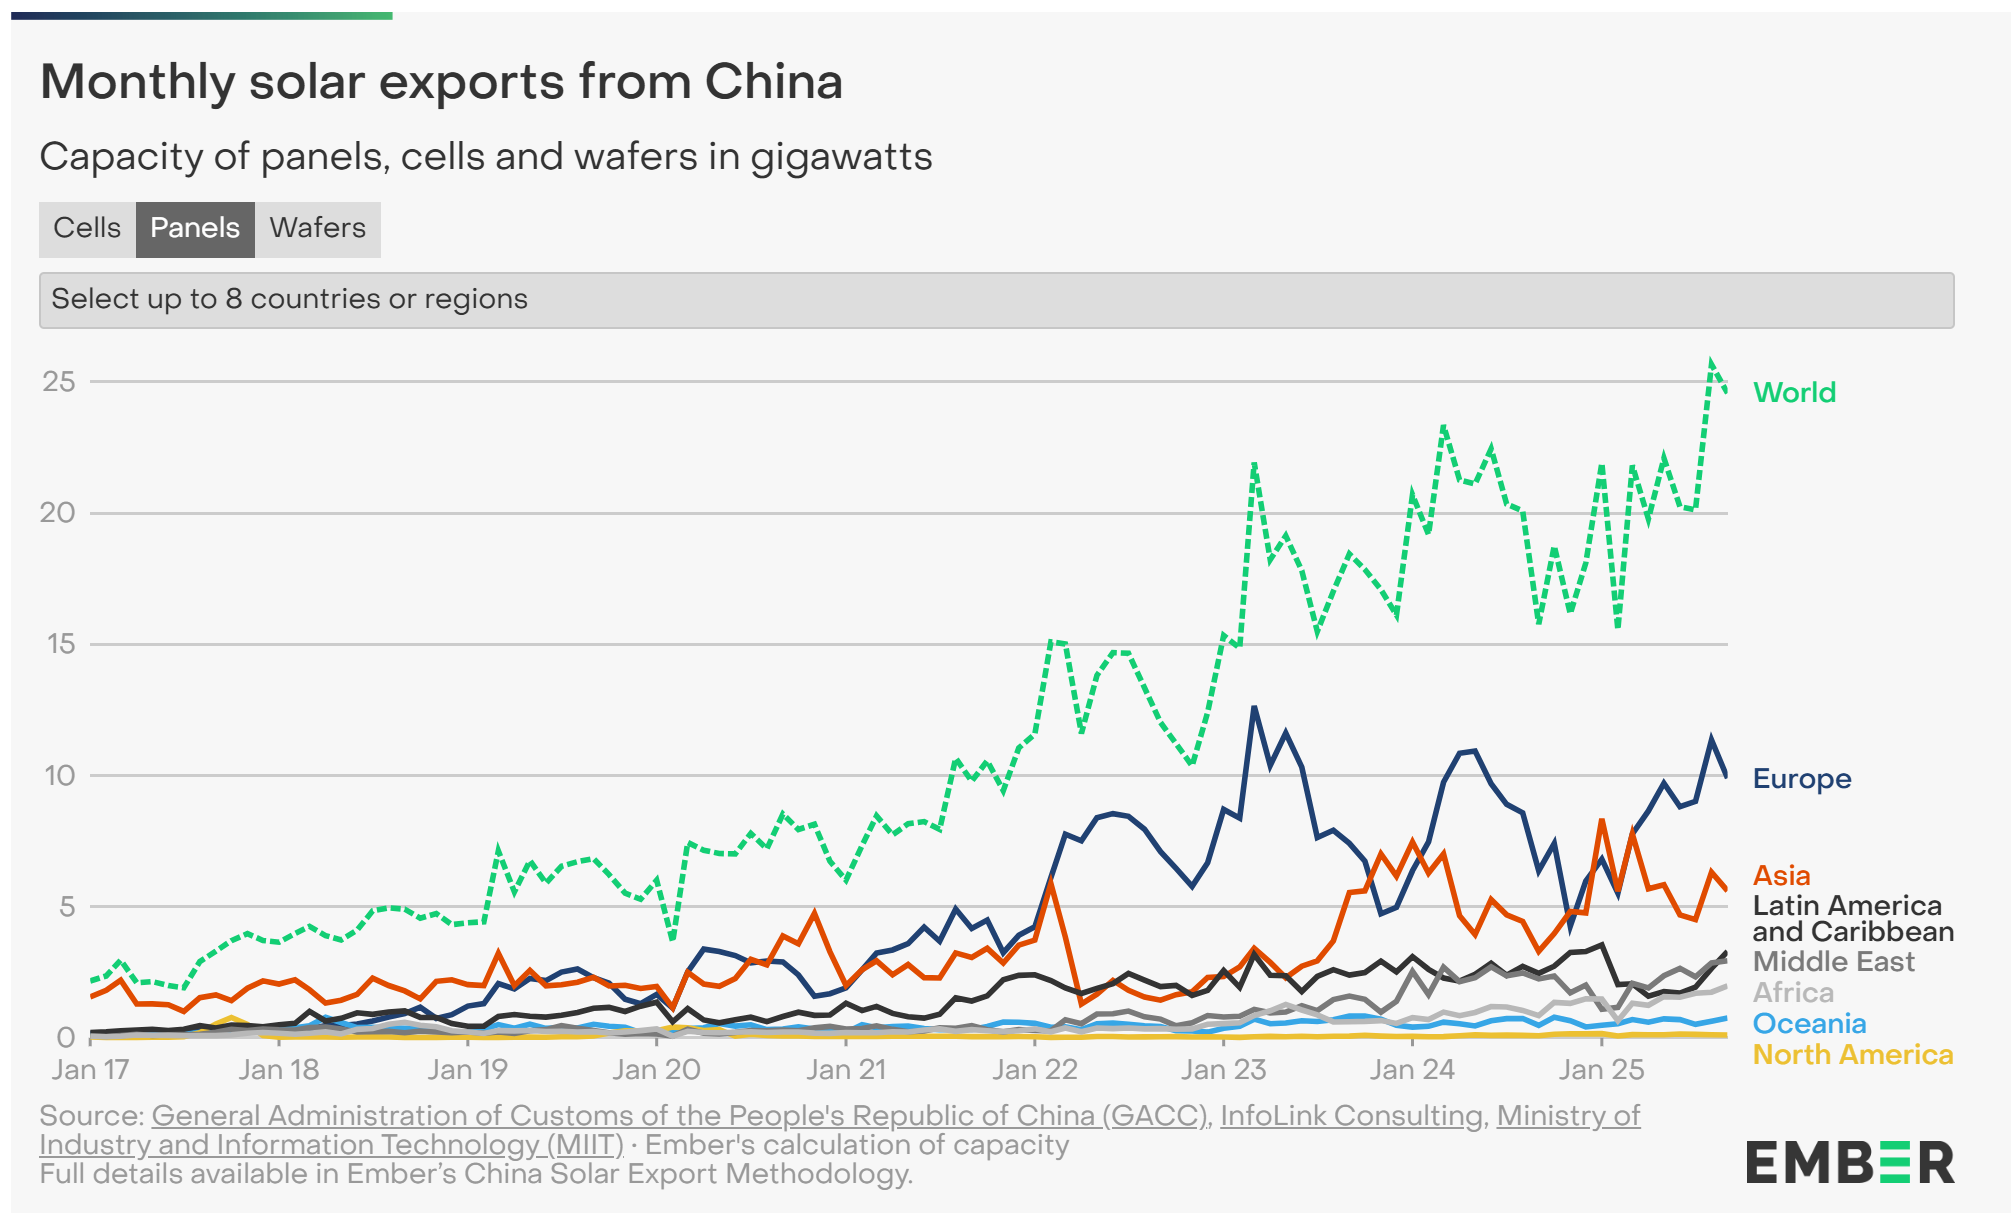 Monthly solar exports from China
Capacity of panels, cells and wafers in gigawatts
Cells Panels Wafers
Select up to 8 countries or regions
25
20
15
10
5
0
World
Europe
Asia
Latin America
and Caribbean
Middle East
Africa
Oceania
North America
Jan 17 Jan 18 Jan 19 Jan 20 Jan 21 Jan 22 Jan 23 Jan 24 Jan 25
Source: General Administration of Customs of the People's Republic of China (GACC), InfoLink Consulting, Ministry of
Industry and Information Technology (MIIT) · Ember's calculation of capacity
Full details available in Ember’s China Solar Export Methodology.
EMBER